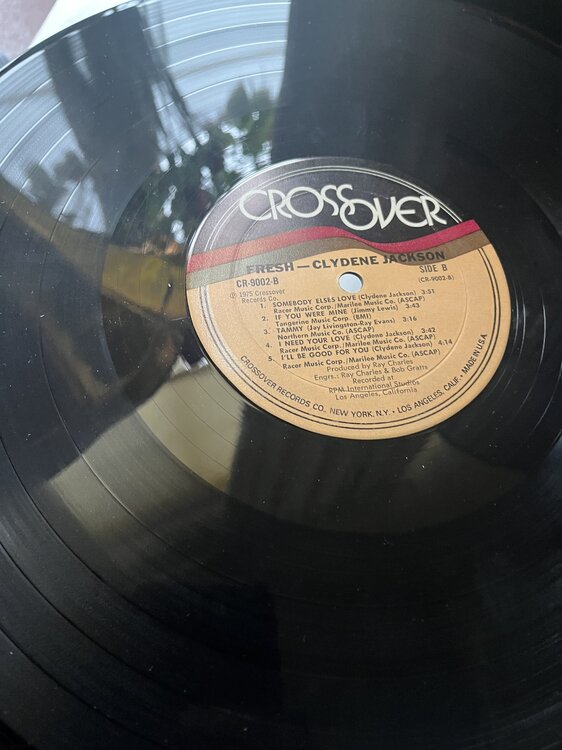 CROSSOVER
FRESH — CLYDENE JACKSON
CR-9002-B
SIDE B
℗ 1975 Crossover
Records Co.
(CR-9002-B)
1. SOMEBODY ELSES LOVE (Clydene Jackson) 3:51
Racer Music Corp./Marilee Music Co. (ASCAP)
2. IF YOU WERE MINE (Jimmy Lewis) 3:43
Tangerine Music Corp. (BMI)
3. TAMMY (Jay Livingston-Ray Evans) 3:16
Northern Music Corp. (ASCAP)
4. I NEED YOUR LOVE (Clydene Jackson) 3:42
Racer Music Corp./Marilee Music Co. (ASCAP)
5. I'LL BE GOOD FOR YOU (Clydene Jackson) 4:14
Racer Music Corp./Marilee Music Co. (ASCAP)
Produced by Ray Charles
Engrs.: Ray Charles & Bob Gratts
Recorded at
RPM International Studios
Los Angeles, California
CROSSOVER RECORDS CO. NEW YORK, N.Y. • LOS ANGELES, CALIF. • MADE IN U.S.A.